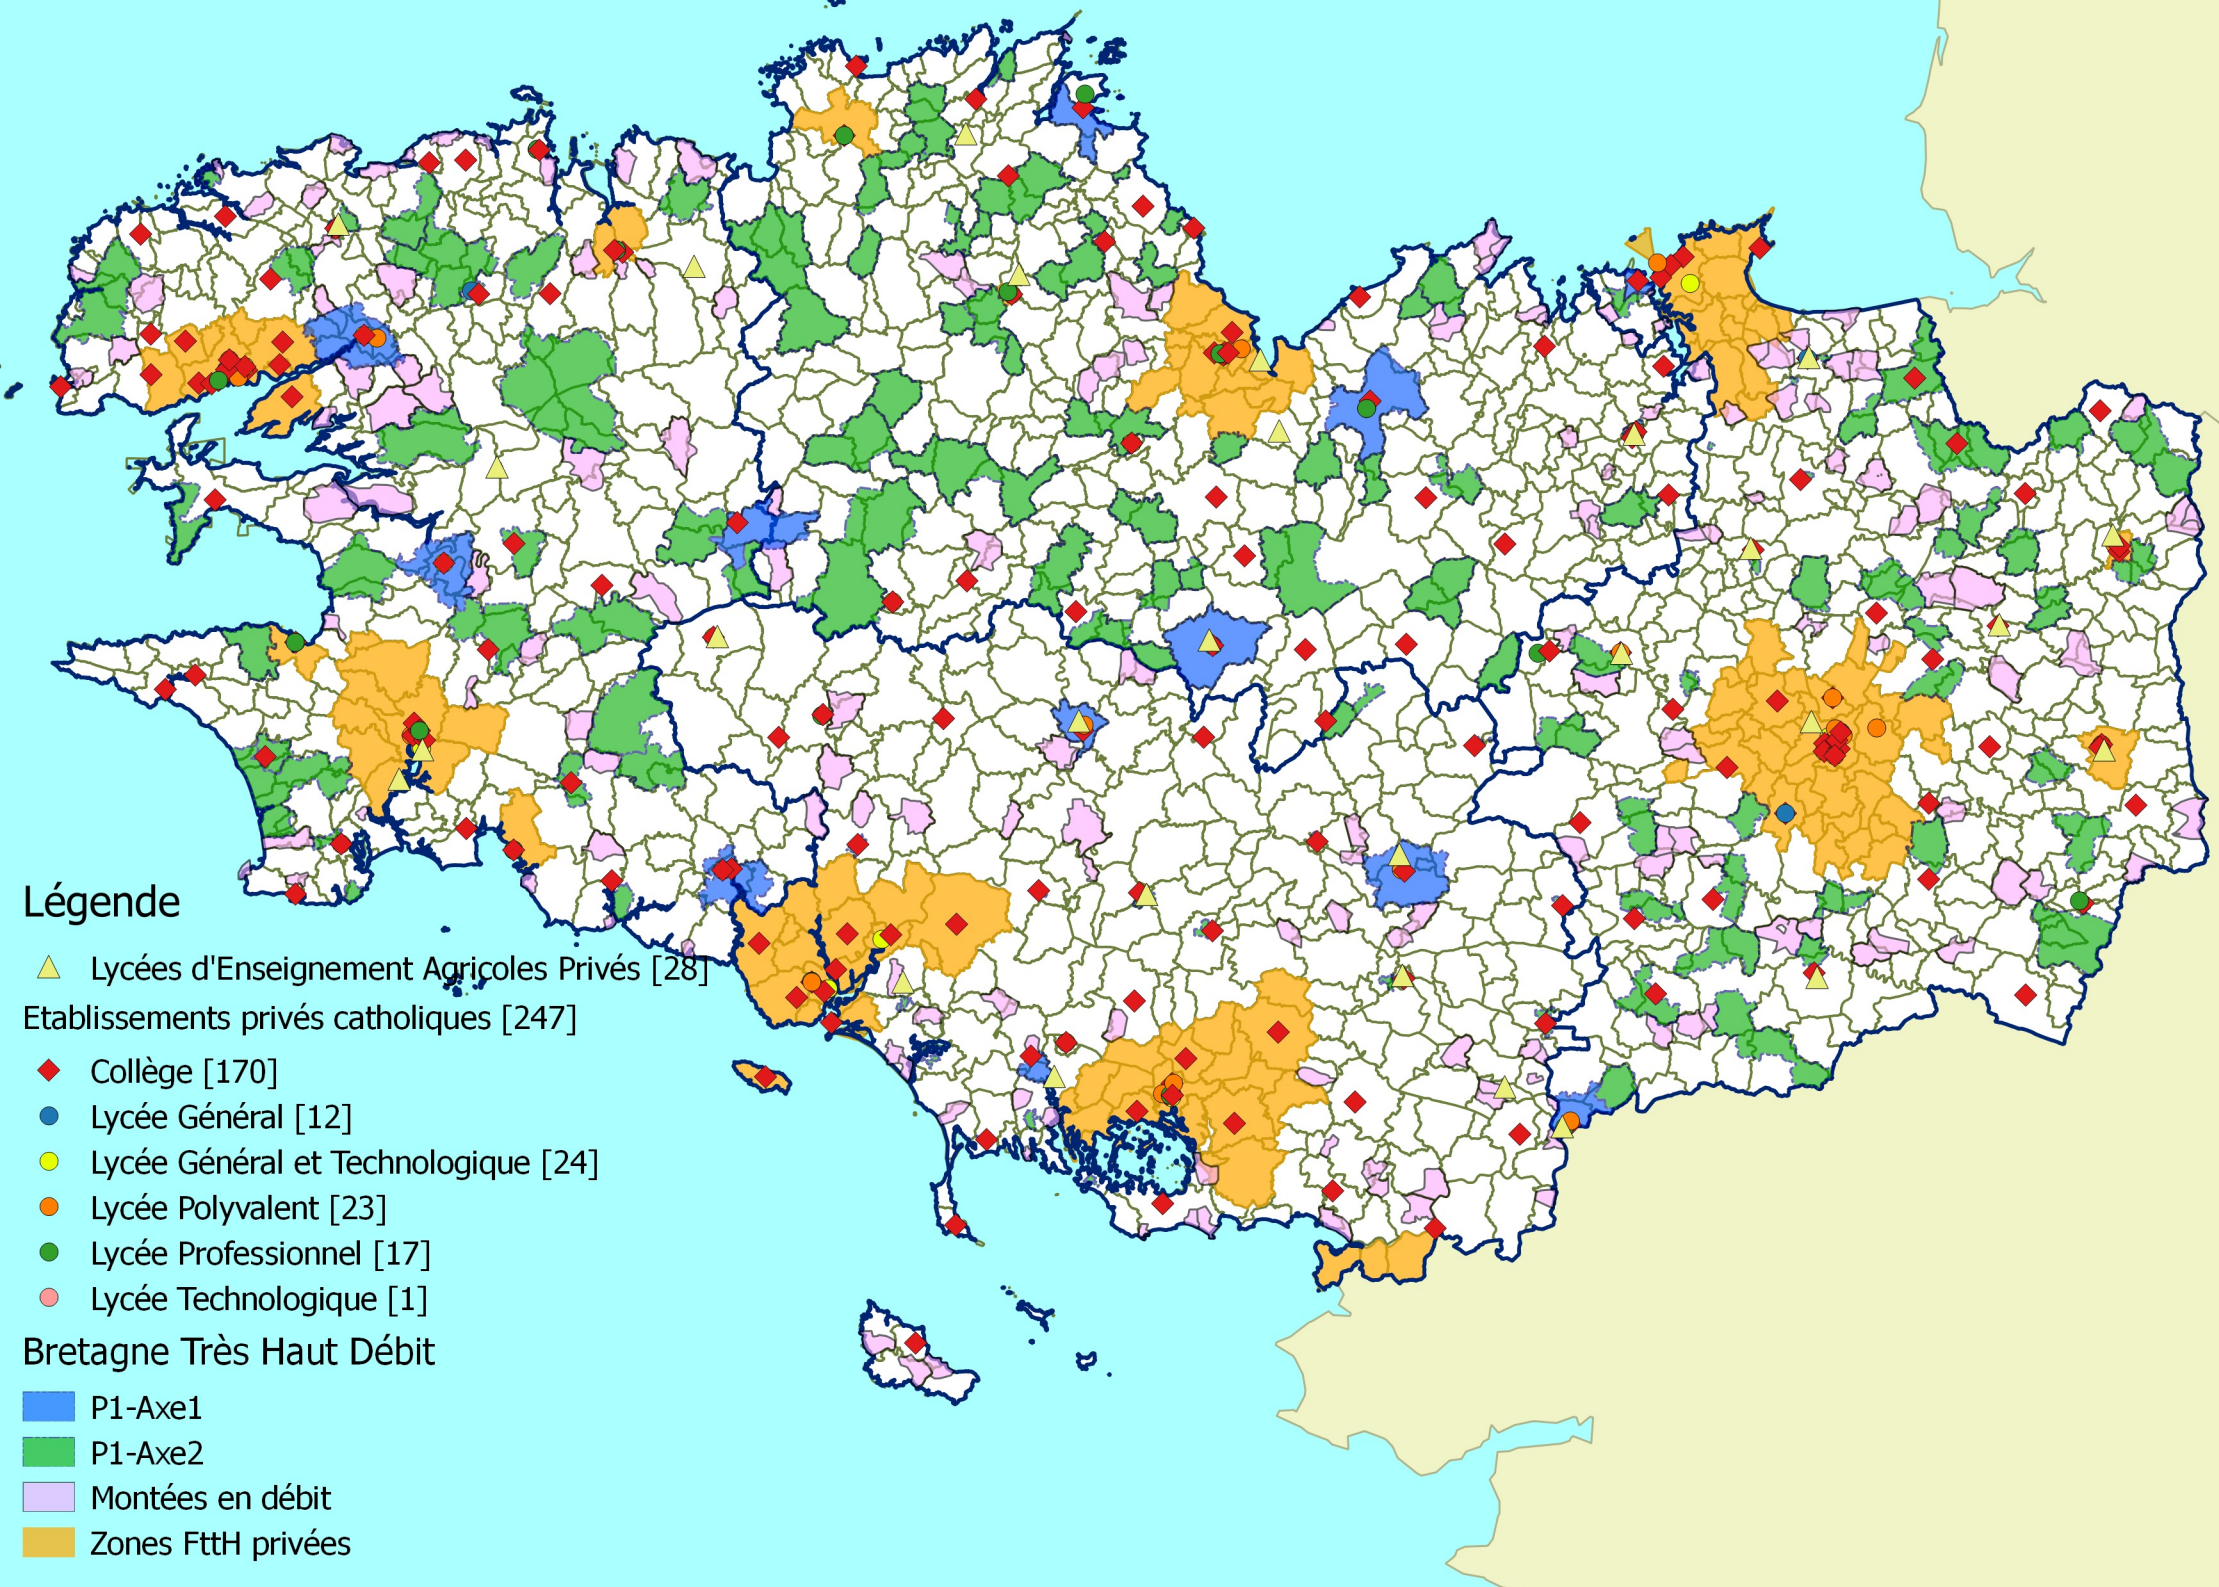 Légende
Lycées d'Enseignement Agricoles Privés [28]
Etablissements privés catholiques [247]
Collège [170]
Lycée Général [12]
Lycée Général et Technologique [24]
Lycée Polyvalent [23]
Lycée Professionnel [17]
Lycée Technologique [1]
Bretagne Très Haut Débit
P1-Axe1
P1-Axe2
Montées en débit
Zones FttH privées